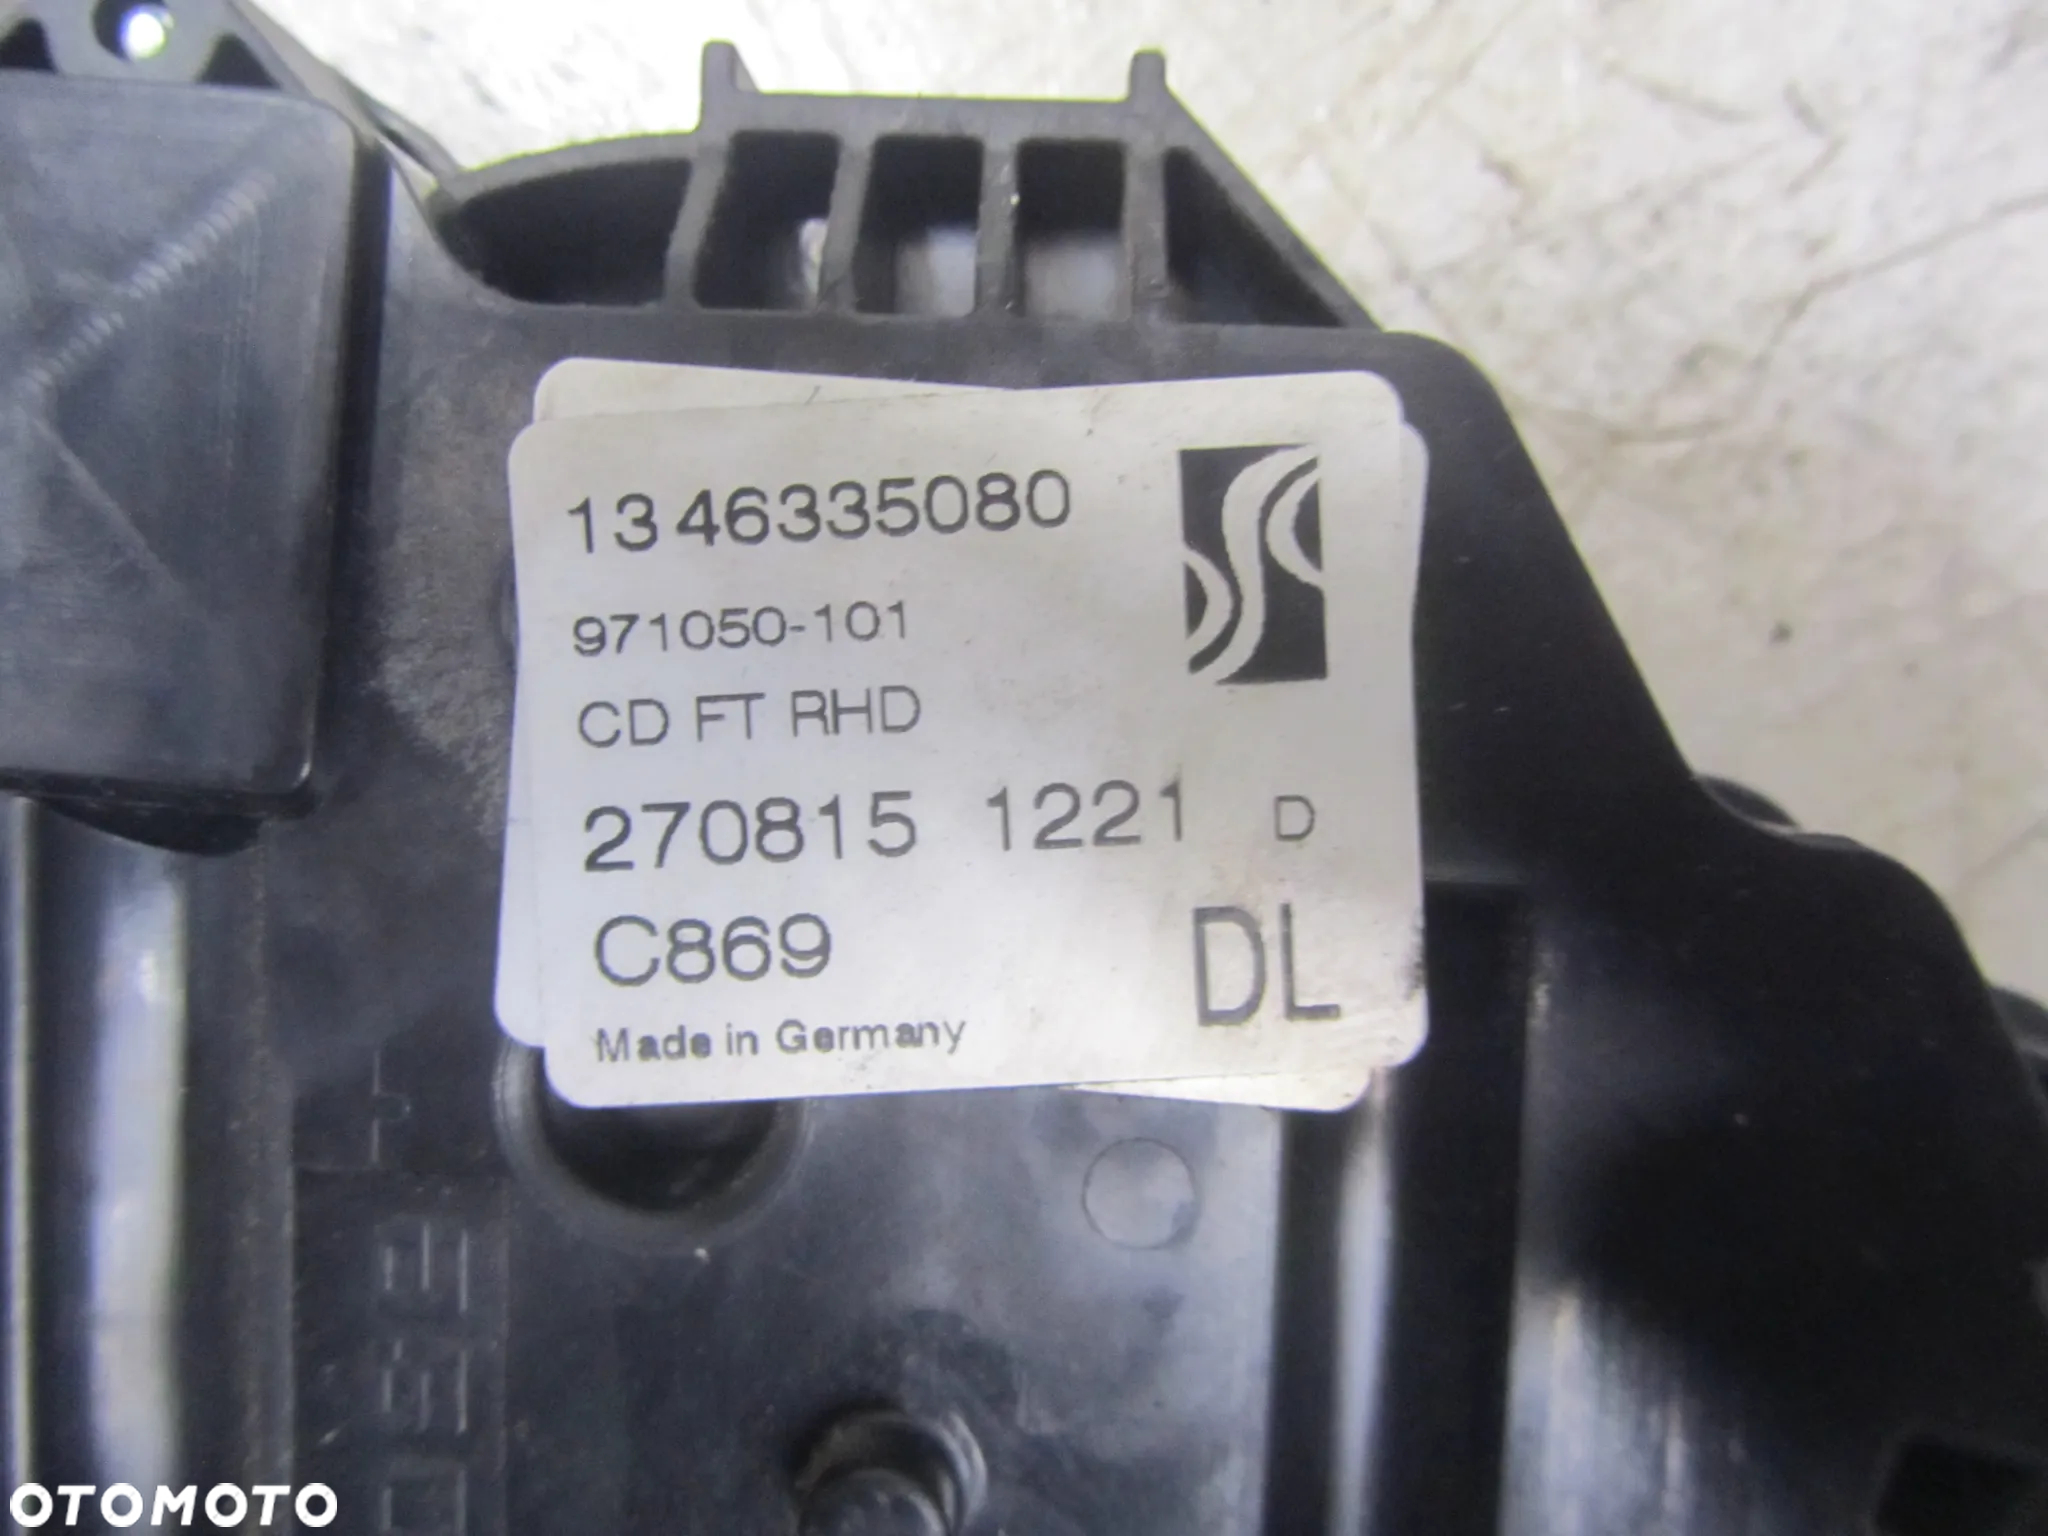 1346335080
971050-101
CD FT RHD
270815 1221 D
C869
DL
Made in Germany
OTOMOTO